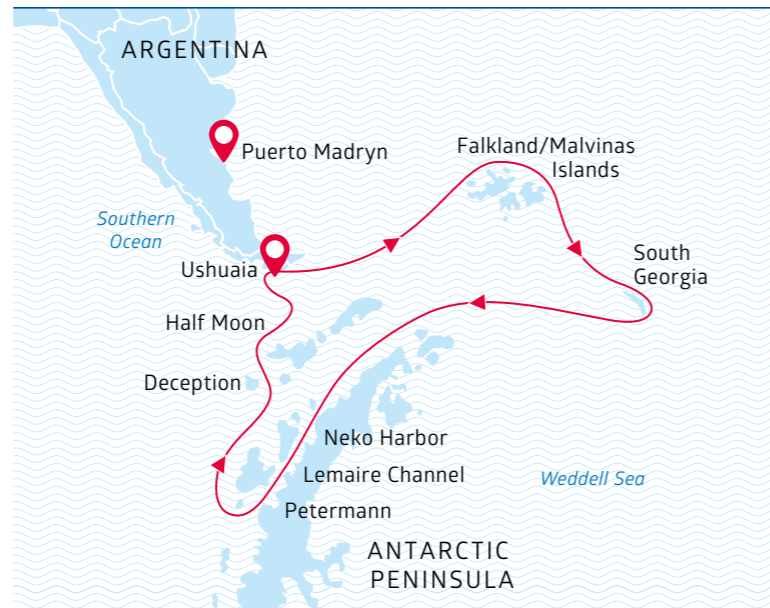 ARGENTINA
Puerto Madryn
Falkland/Malvinas
Islands
Southern
Ocean
Ushuaia
South
Georgia
Half Moon
Deception
Neko Harbor
Lemaire Channel
Weddell Sea
Petermann
ANTARCTIC
PENINSULA